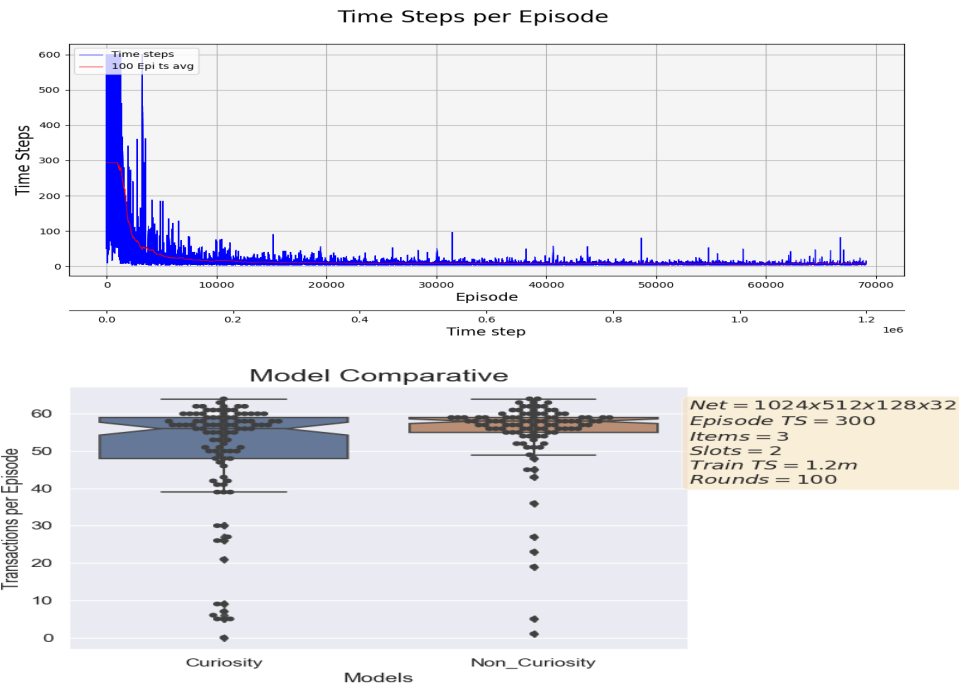 Time Steps per Episode
600
500
400
300
200
100
0
Time Steps
Time steps
100 Epi ts avg
0
10000
20000
30000
40000
50000
60000
70000
Episode
0.0
0.2
0.4
0.6
0.8
1.0
1.2
1e6
Time step
Model Comparative
60
50
40
30
20
10
0
Transactions per Episode
Net = 1024x512x128x32
Episode TS = 300
Items = 3
Slots = 2
Train TS = 1.2m
Rounds = 100
Curiosity
Non_Curiosity
Models